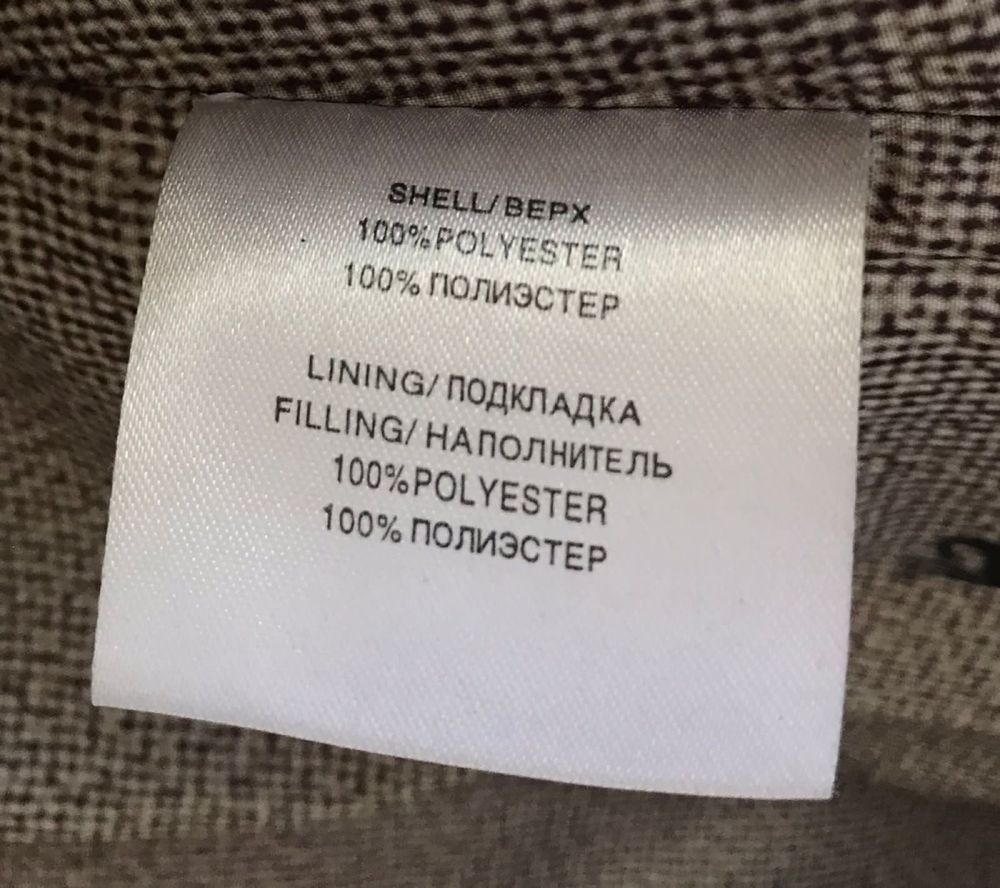 SHELL/ВЕРХ
100%POLYESTER
100% ПОЛИЭСТЕР
LINING/ПОДКЛАДКА
FILLING/НАПОЛНИТЕЛЬ
100%POLYESTER
100% ПОЛИЭСТЕР